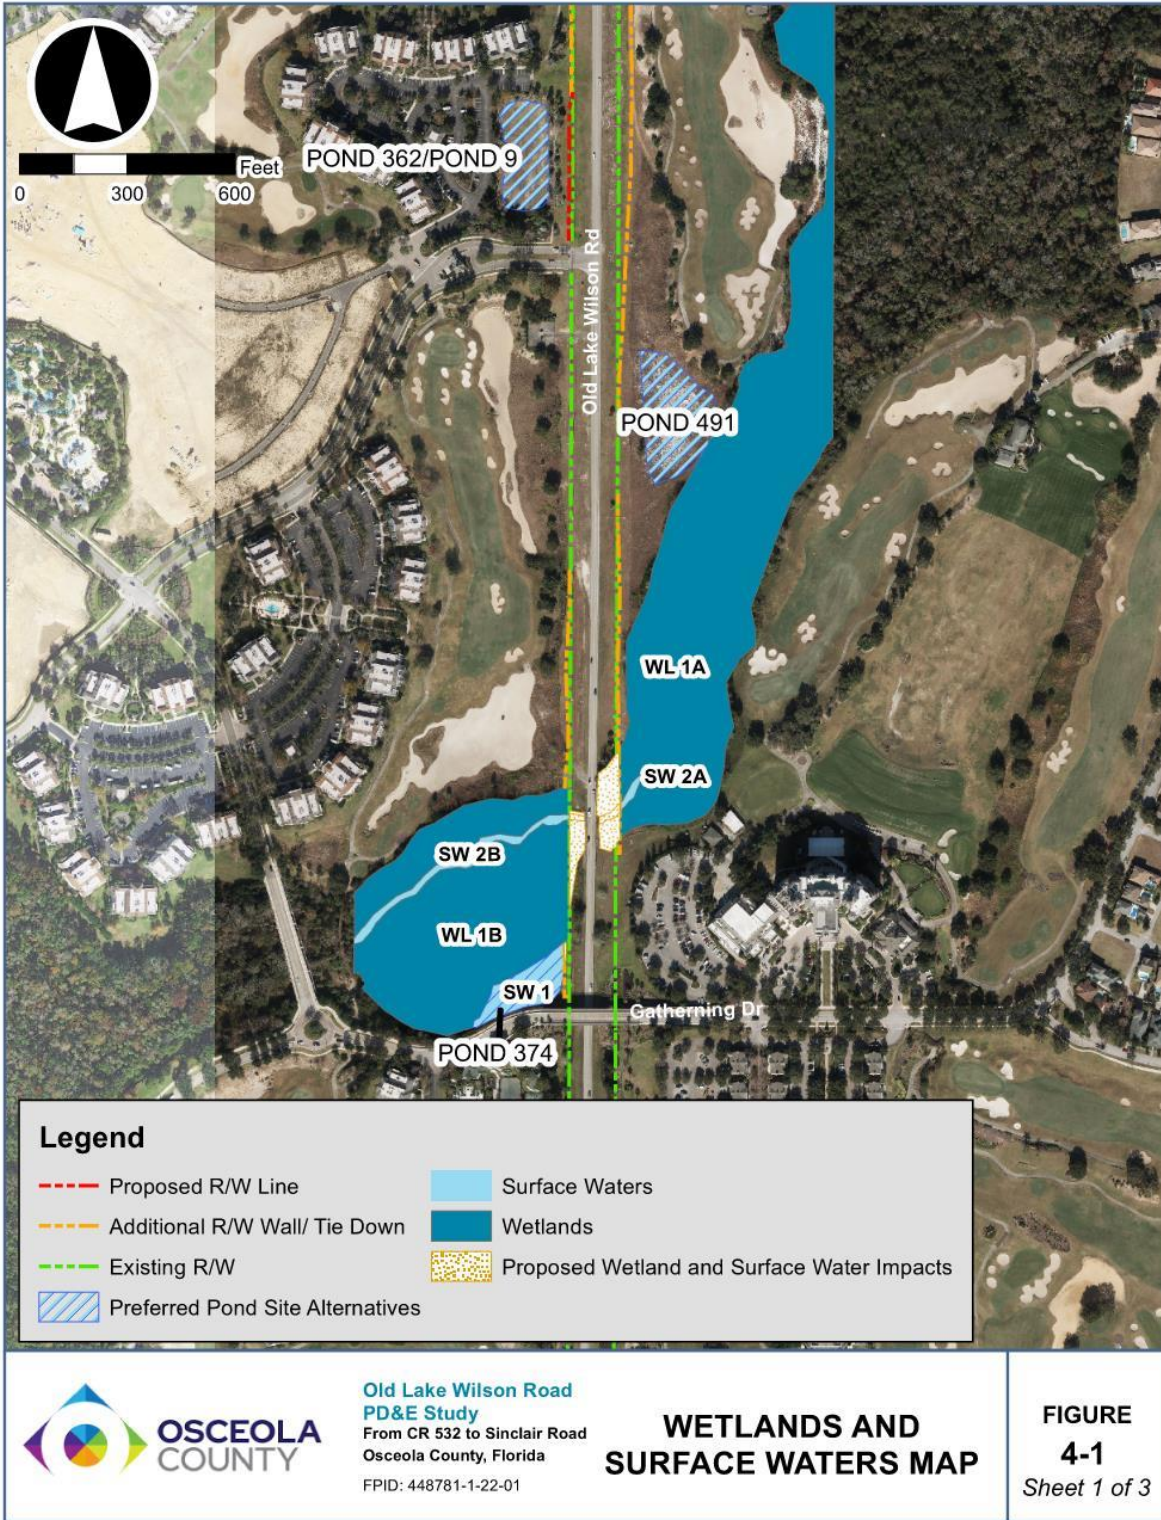 Feet
0
300
600
POND 362/POND 9
Old Lake Wilson Rd
POND 491
WL 1A
SW 2A
SW 2B
WL 1B
SW 1
Gatherning Dr
POND 374
Legend
Proposed R/W Line
Additional R/W Wall/ Tie Down
Existing R/W
Preferred Pond Site Alternatives
Surface Waters
Wetlands
Proposed Wetland and Surface Water Impacts
OSCEOLA
COUNTY
Old Lake Wilson Road
PD&E Study
From CR 532 to Sinclair Road
Osceola County, Florida
FPID: 448781-1-22-01
WETLANDS AND
SURFACE WATERS MAP
FIGURE
4-1
Sheet 1 of 3